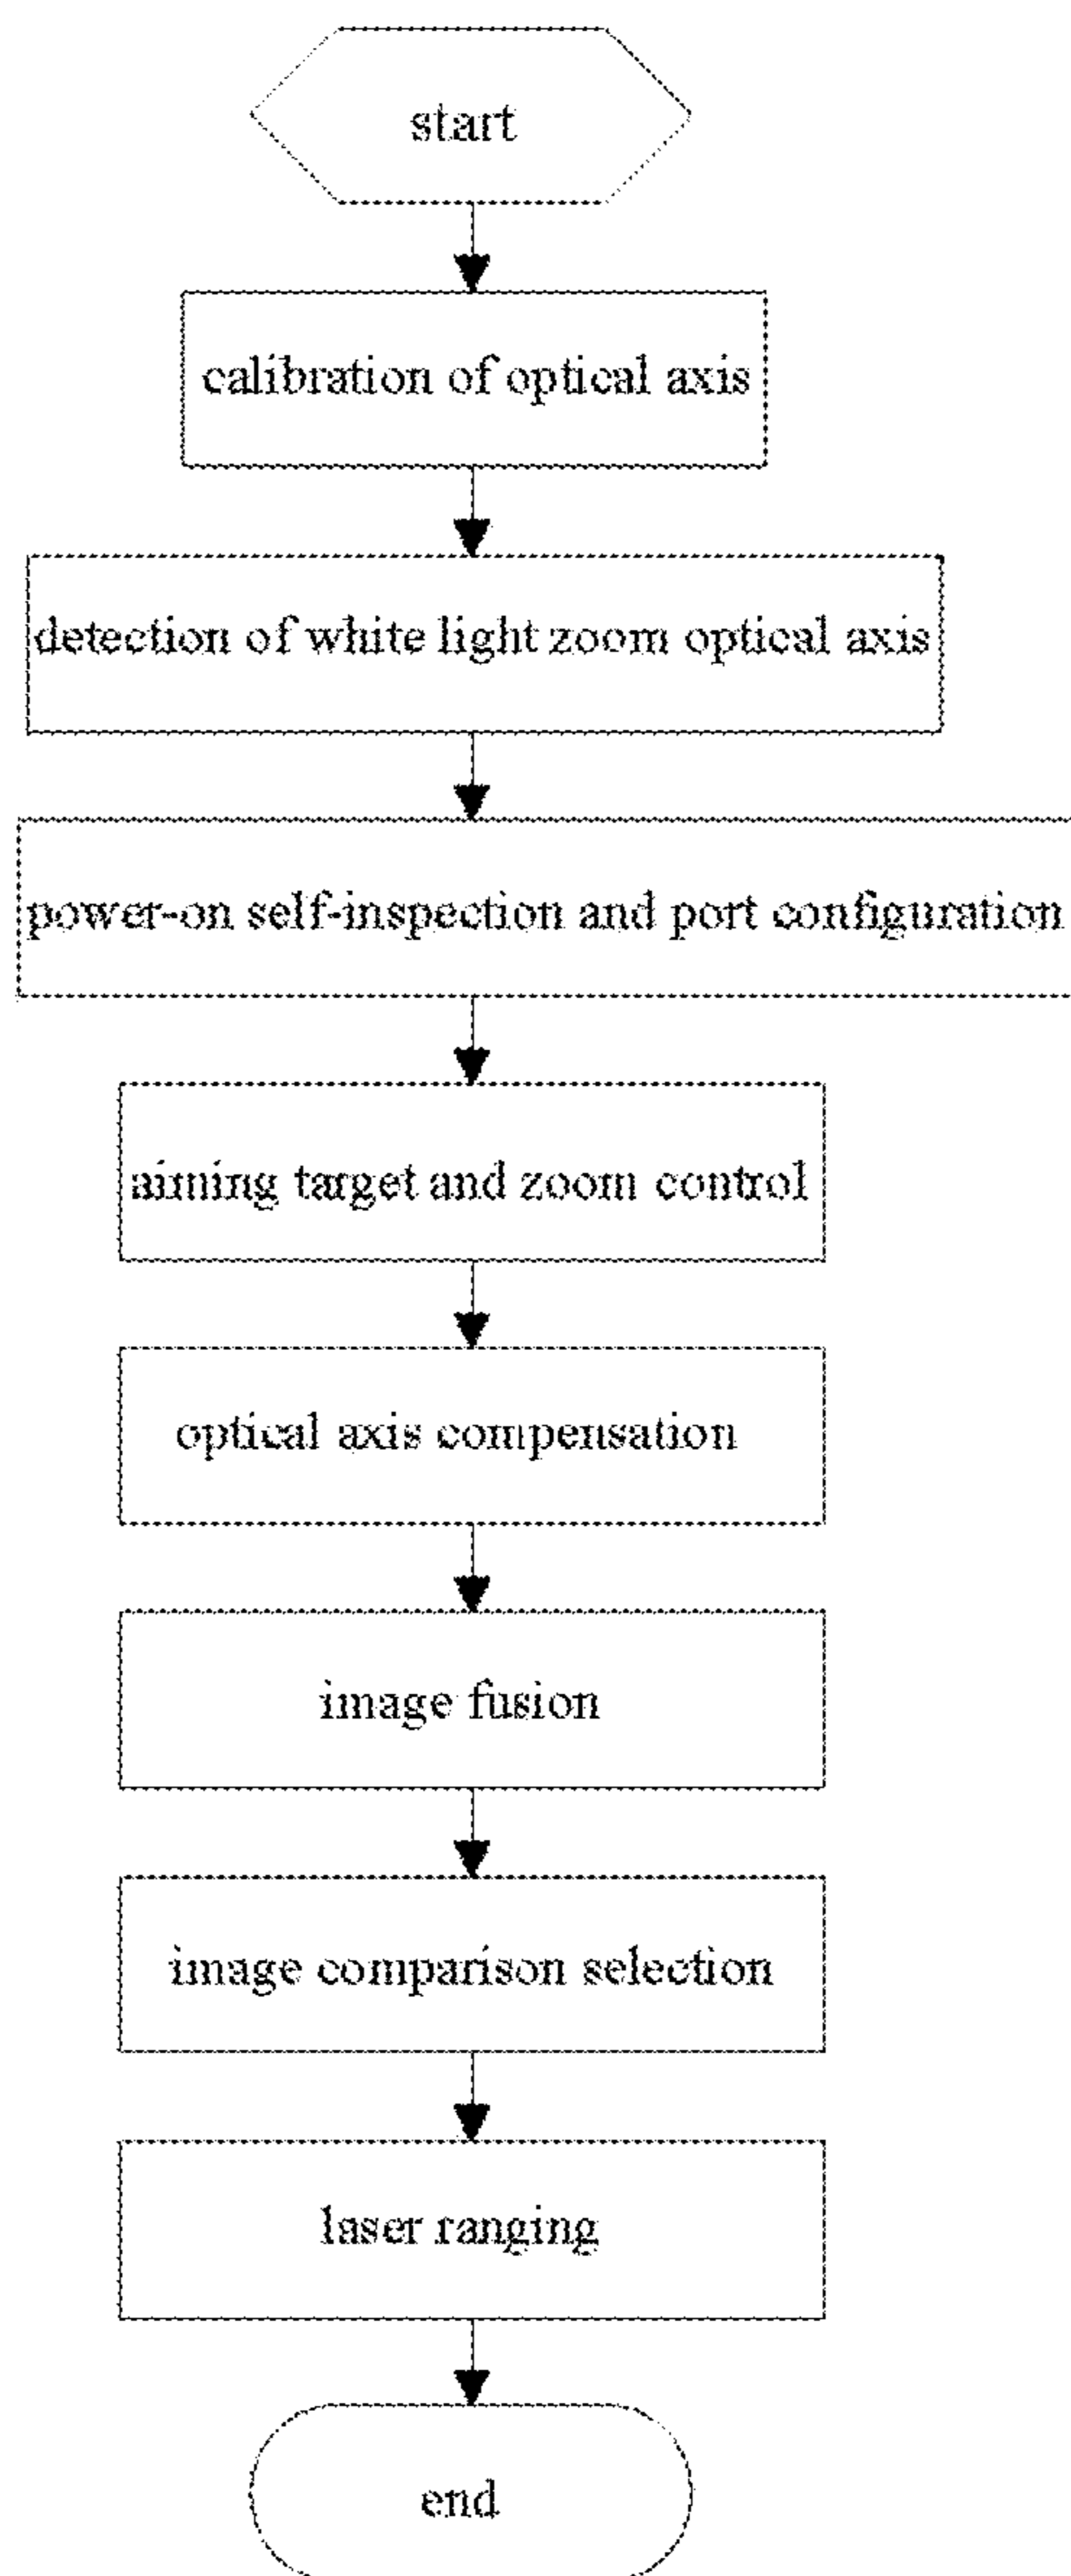 start
calibration of optical axis
detection of white light zoom optical axis
power-on self-inspection and port configuration
aiming target and zoom control
optical axis compensation
image fusion
image comparison selection
laser ranging
end